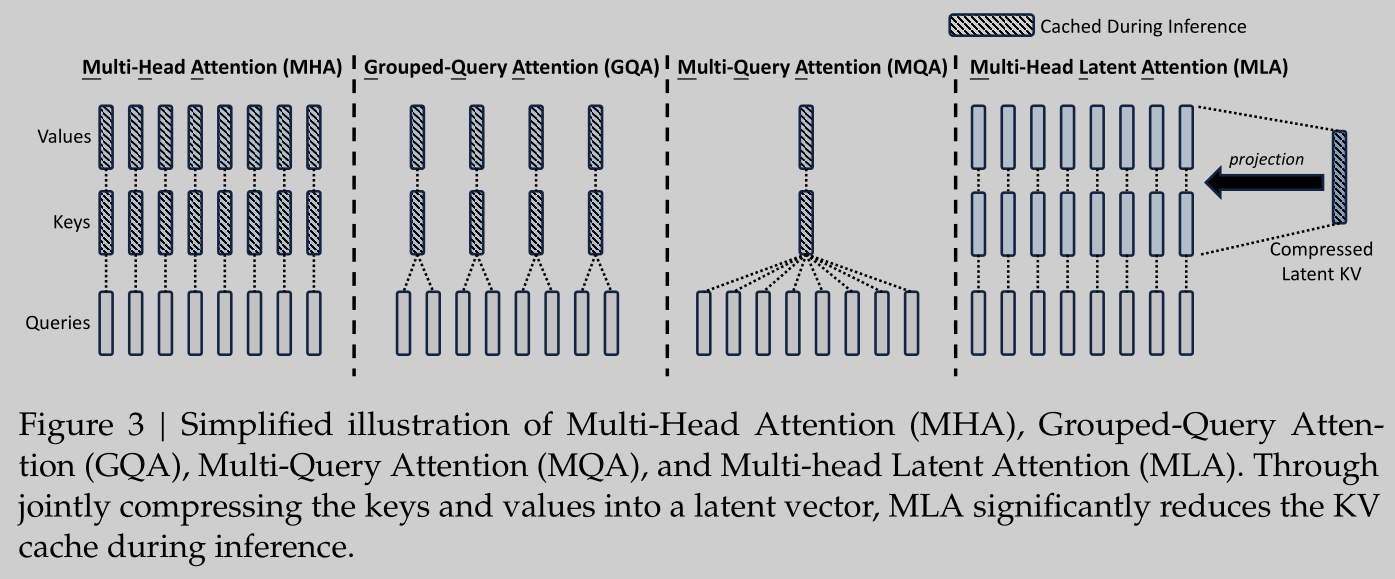 Cached During Inference
Multi-Head Attention (MHA)
Grouped-Query Attention (GQA)
Multi-Query Attention (MQA)
Multi-Head Latent Attention (MLA)
Values
Keys
Queries
projection
Compressed
Latent KV
Figure 3 | Simplified illustration of Multi-Head Attention (MHA), Grouped-Query Atten-
tion (GQA), Multi-Query Attention (MQA), and Multi-head Latent Attention (MLA). Through
jointly compressing the keys and values into a latent vector, MLA significantly reduces the KV
cache during inference.